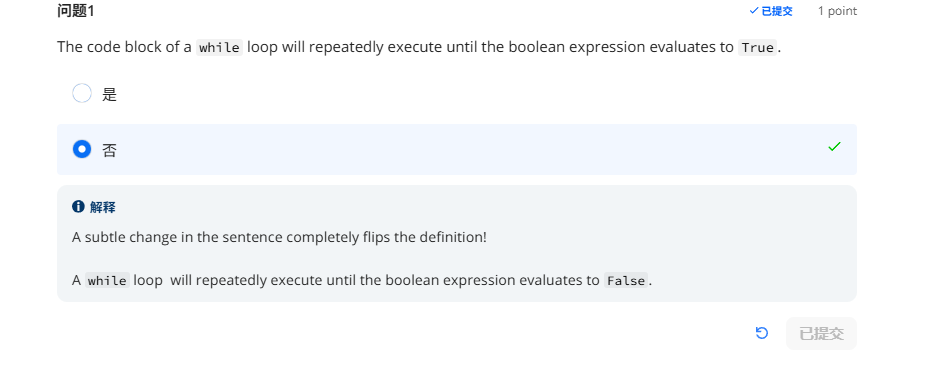 问题1 已提交 1 point
The code block of a while loop will repeatedly execute until the boolean expression evaluates to True.
是
否
解释
A subtle change in the sentence completely flips the definition!
A while loop will repeatedly execute until the boolean expression evaluates to False.
已提交